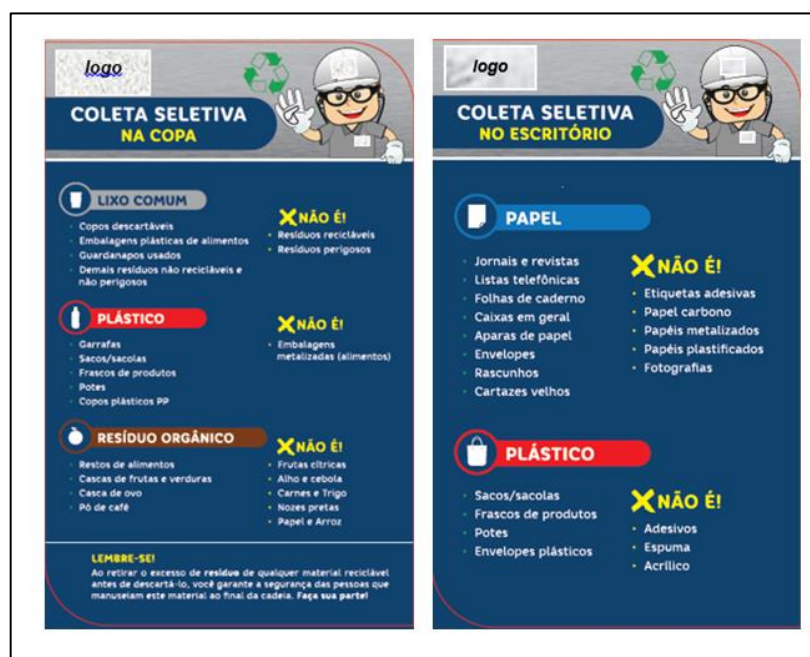 logo
COLETA SELETIVA
NA COPA
LIXO COMUM
Copos descartáveis
Embalagens plásticas de alimentos
Guardanapos usados
Demais resíduos não recicláveis e
não perigosos
NÃO É!
Resíduos recicláveis
Resíduos perigosos
PLÁSTICO
Garrafas
Sacos/sacolas
Frascos de produtos
Potes
Copos plásticos PP
NÃO É!
Embalagens
metalizadas (alimentos)
RESÍDUO ORGÂNICO
Restos de alimentos
Cascas de frutas e verduras
Casca de ovo
Pó de café
NÃO É!
Frutas cítricas
Alho e cebola
Carnes e Trigo
Nozes pretas
Papel e Arroz
LEMBRE-SE!
Ao retirar o excesso de resíduo de qualquer material reciclável
antes de descartá-lo, você garante a segurança das pessoas que
manuseiam este material ao final da cadeia. Faça sua parte!
logo
COLETA SELETIVA
NO ESCRITÓRIO
PAPEL
Jornais e revistas
Listas telefônicas
Folhas de caderno
Caixas em geral
Aparas de papel
Envelopes
Rascunhos
Cartazes velhos
NÃO É!
Etiquetas adesivas
Papel carbono
Papéis metalizados
Papéis plastificados
Fotografias
PLÁSTICO
Sacos/sacolas
Frascos de produtos
Potes
Envelopes plásticos
NÃO É!
Adesivos
Espuma
Acrílico